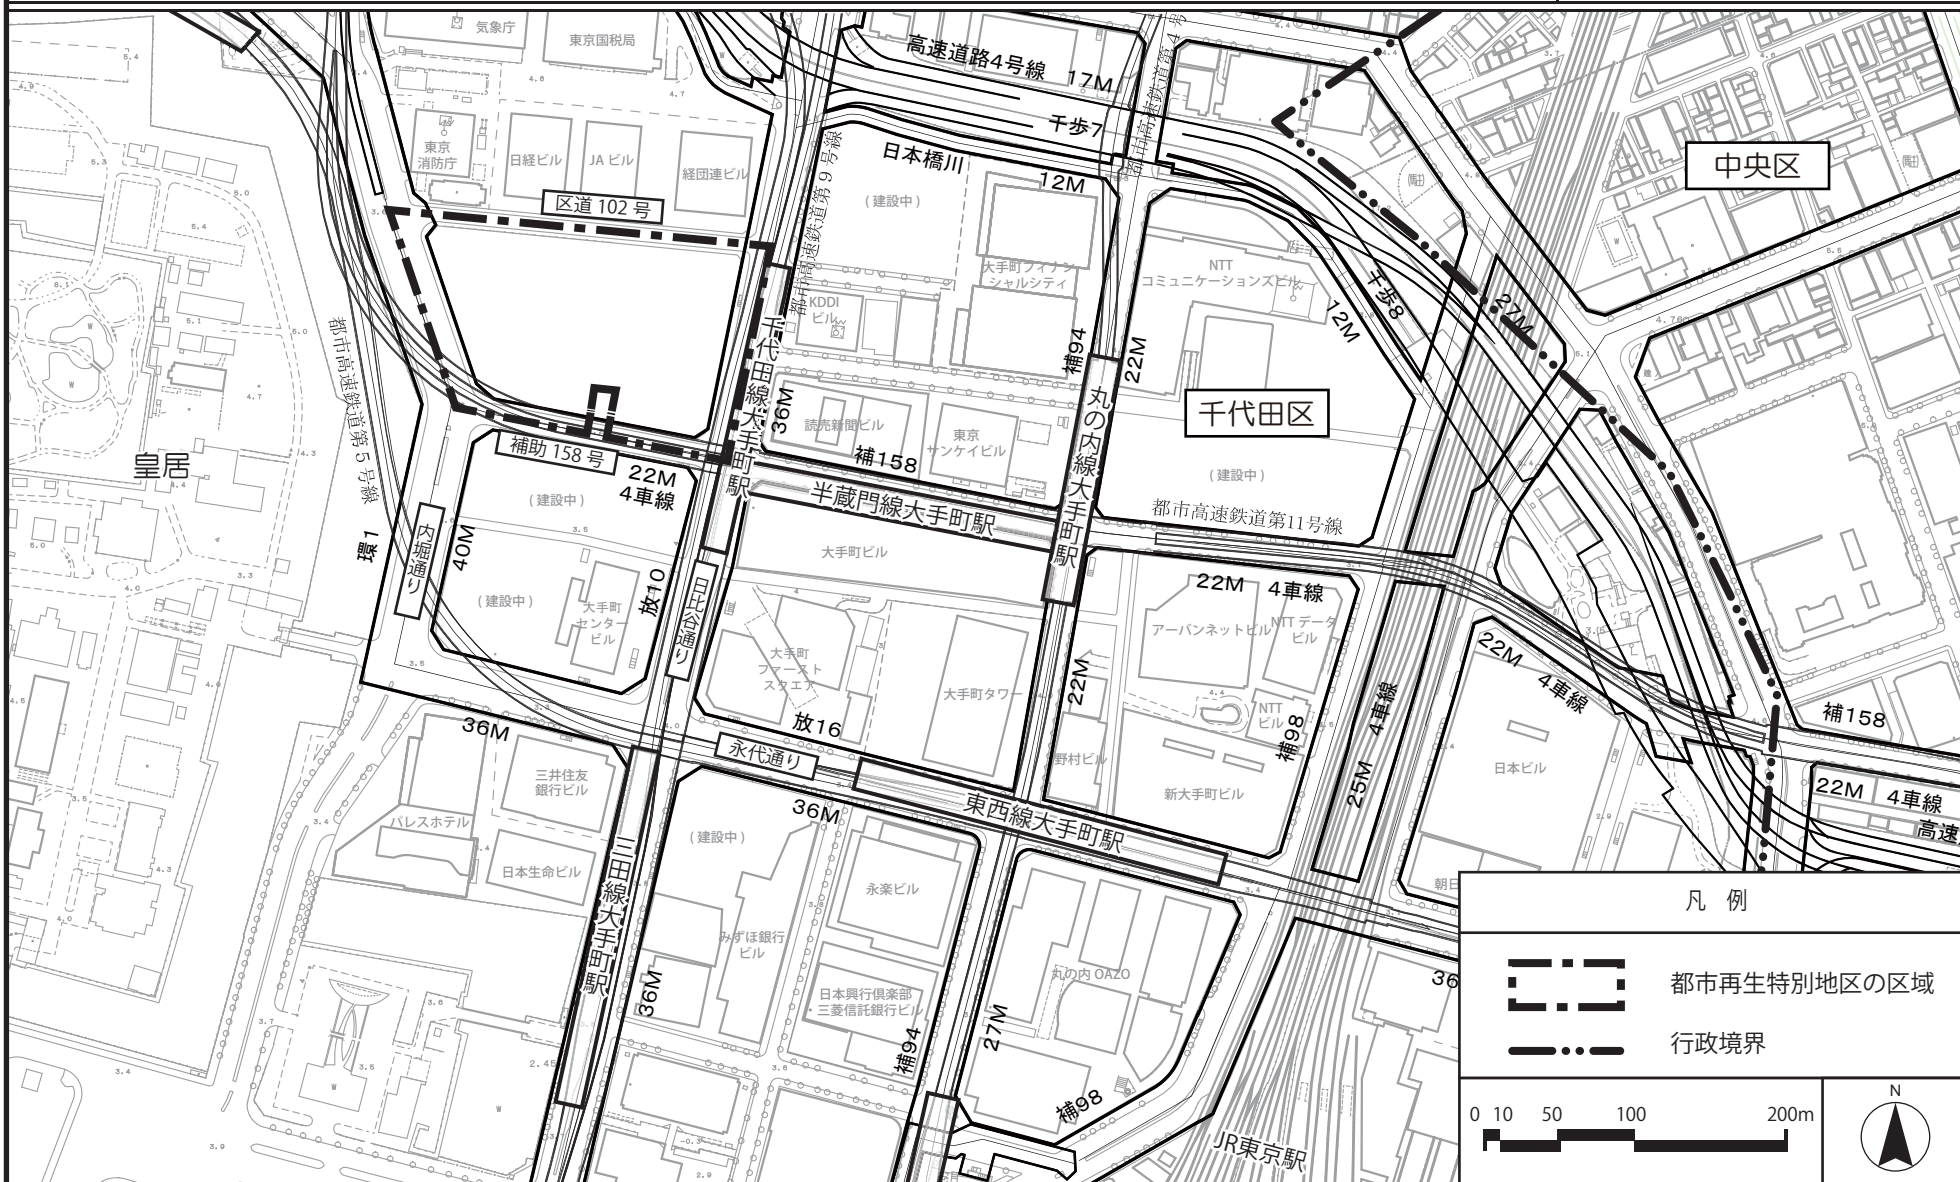 気象庁
東京国税局
高速道路4号線
17M
都市高速鉄道第4号
千歩7
東京
消防庁
日経ビル
JA ビル
経団連ビル
都市高速鉄道第9号線
日本橋川
12M
(建設中)
中央区
区道 102 号
大手町フィナン
シャルシティ
NTT
コミュニケーションズビル
千歩8
12M
27M
KDDI
ビル
千代田線大手町駅
36M
補94
22M
丸の内線大手町駅
千代田区
都市高速鉄道第5号線
皇居
読売新聞ビル
東京
サンケイビル
補158
補助 158 号
22M
4車線
(建設中)
(建設中)
半蔵門線大手町駅
都市高速鉄道第11号線
環1
内堀通り
40M
(建設中)
大手町
センター
ビル
放10
日比谷通り
大手町ビル
22M 4車線
アーバンネットビル
NTT データ
ビル
大手町
ファースト
スクエア
大手町タワー
22M
NTT
ビル
補98
4車線
25M
22M
4車線
補158
36M
放16
永代通り
野村ビル
新大手町ビル
日本ビル
三井住友
銀行ビル
36M
東西線大手町駅
22M 4車線
高速
パレスホテル
日本生命ビル
三田線大手町駅
(建設中)
永楽ビル
朝日
みずほ銀行
ビル
丸の内 OAZO
36
36M
日本興行倶楽部
三菱信託銀行ビル
補94
27M
補98
JR東京駅
凡 例
都市再生特別地区の区域
行政境界
0 10 50 100 200m
N